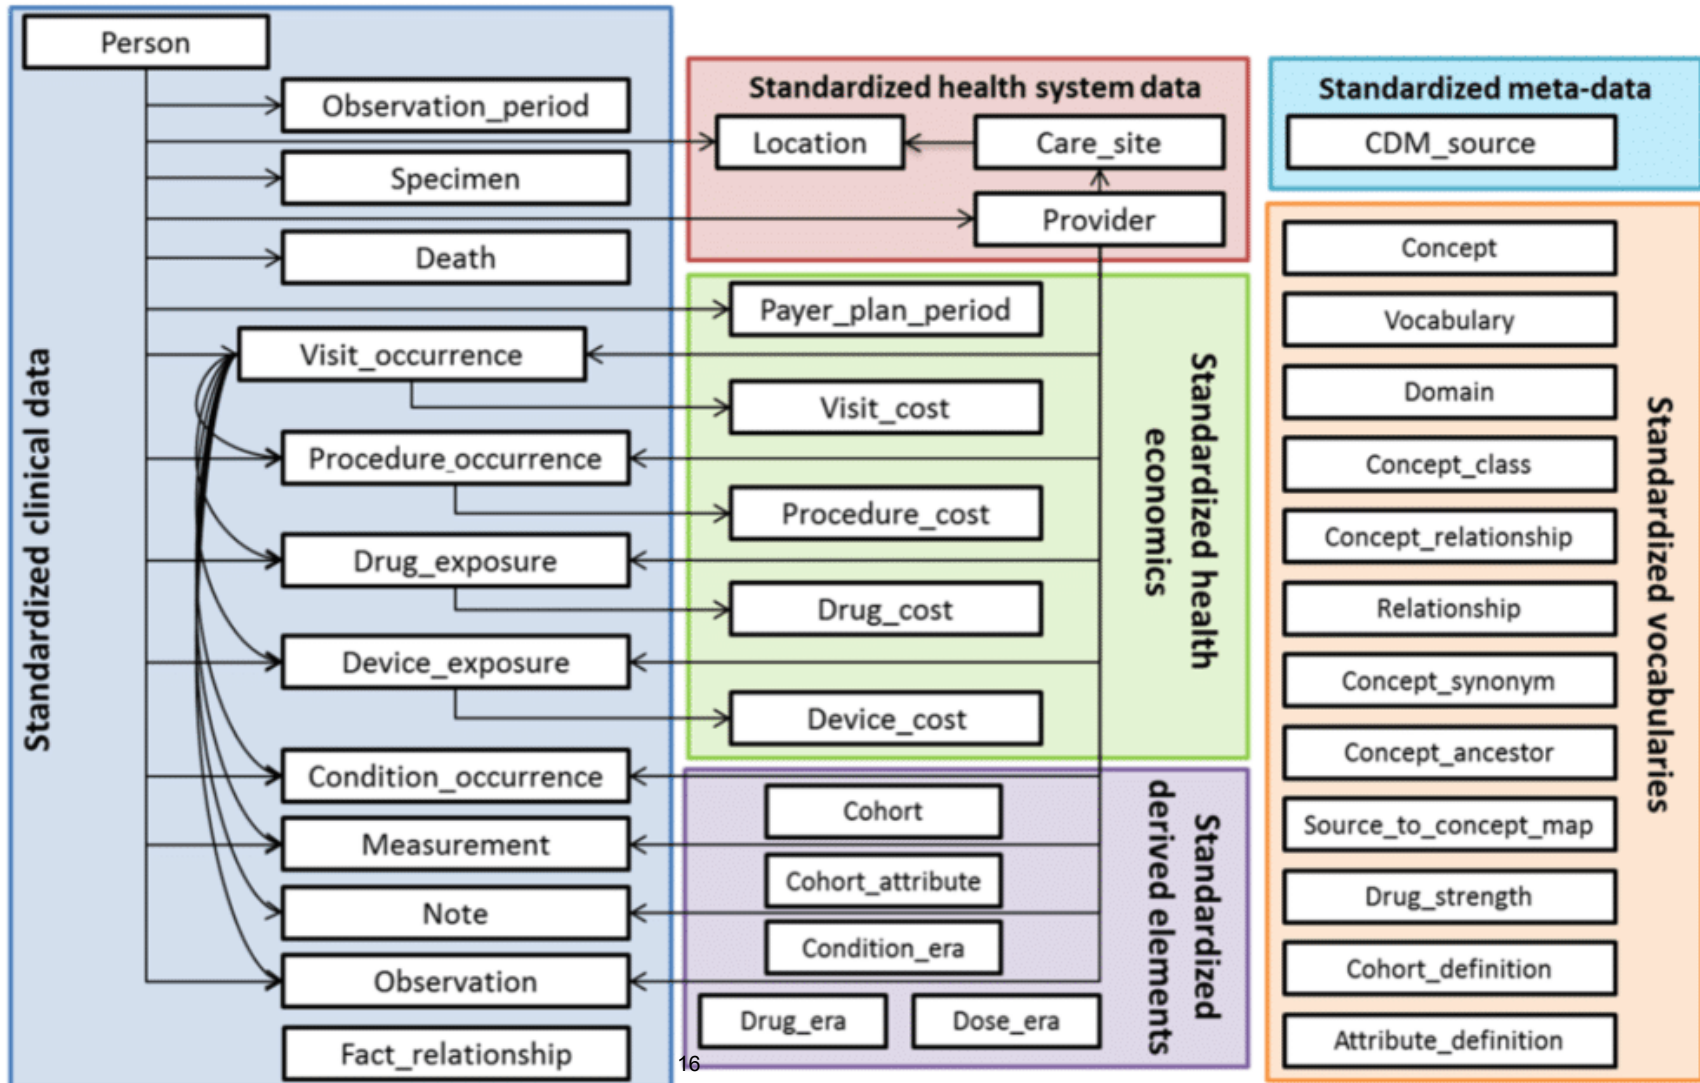 Person
Observation_period
Specimen
Death
Visit_occurrence
Procedure_occurrence
Drug_exposure
Device_exposure
Condition_occurrence
Measurement
Note
Observation
Fact_relationship
Standardized clinical data
Standardized health system data
Location
Care_site
Provider
Payer_plan_period
Visit_cost
Procedure_cost
Drug_cost
Device_cost
Standardized health
economics
Cohort
Cohort_attribute
Condition_era
Drug_era
Dose_era
Standardized
derived elements
16
Standardized meta-data
CDM_source
Concept
Vocabulary
Domain
Concept_class
Concept_relationship
Relationship
Concept_synonym
Concept_ancestor
Source_to_concept_map
Drug_strength
Cohort_definition
Attribute_definition
Standardized vocabularies